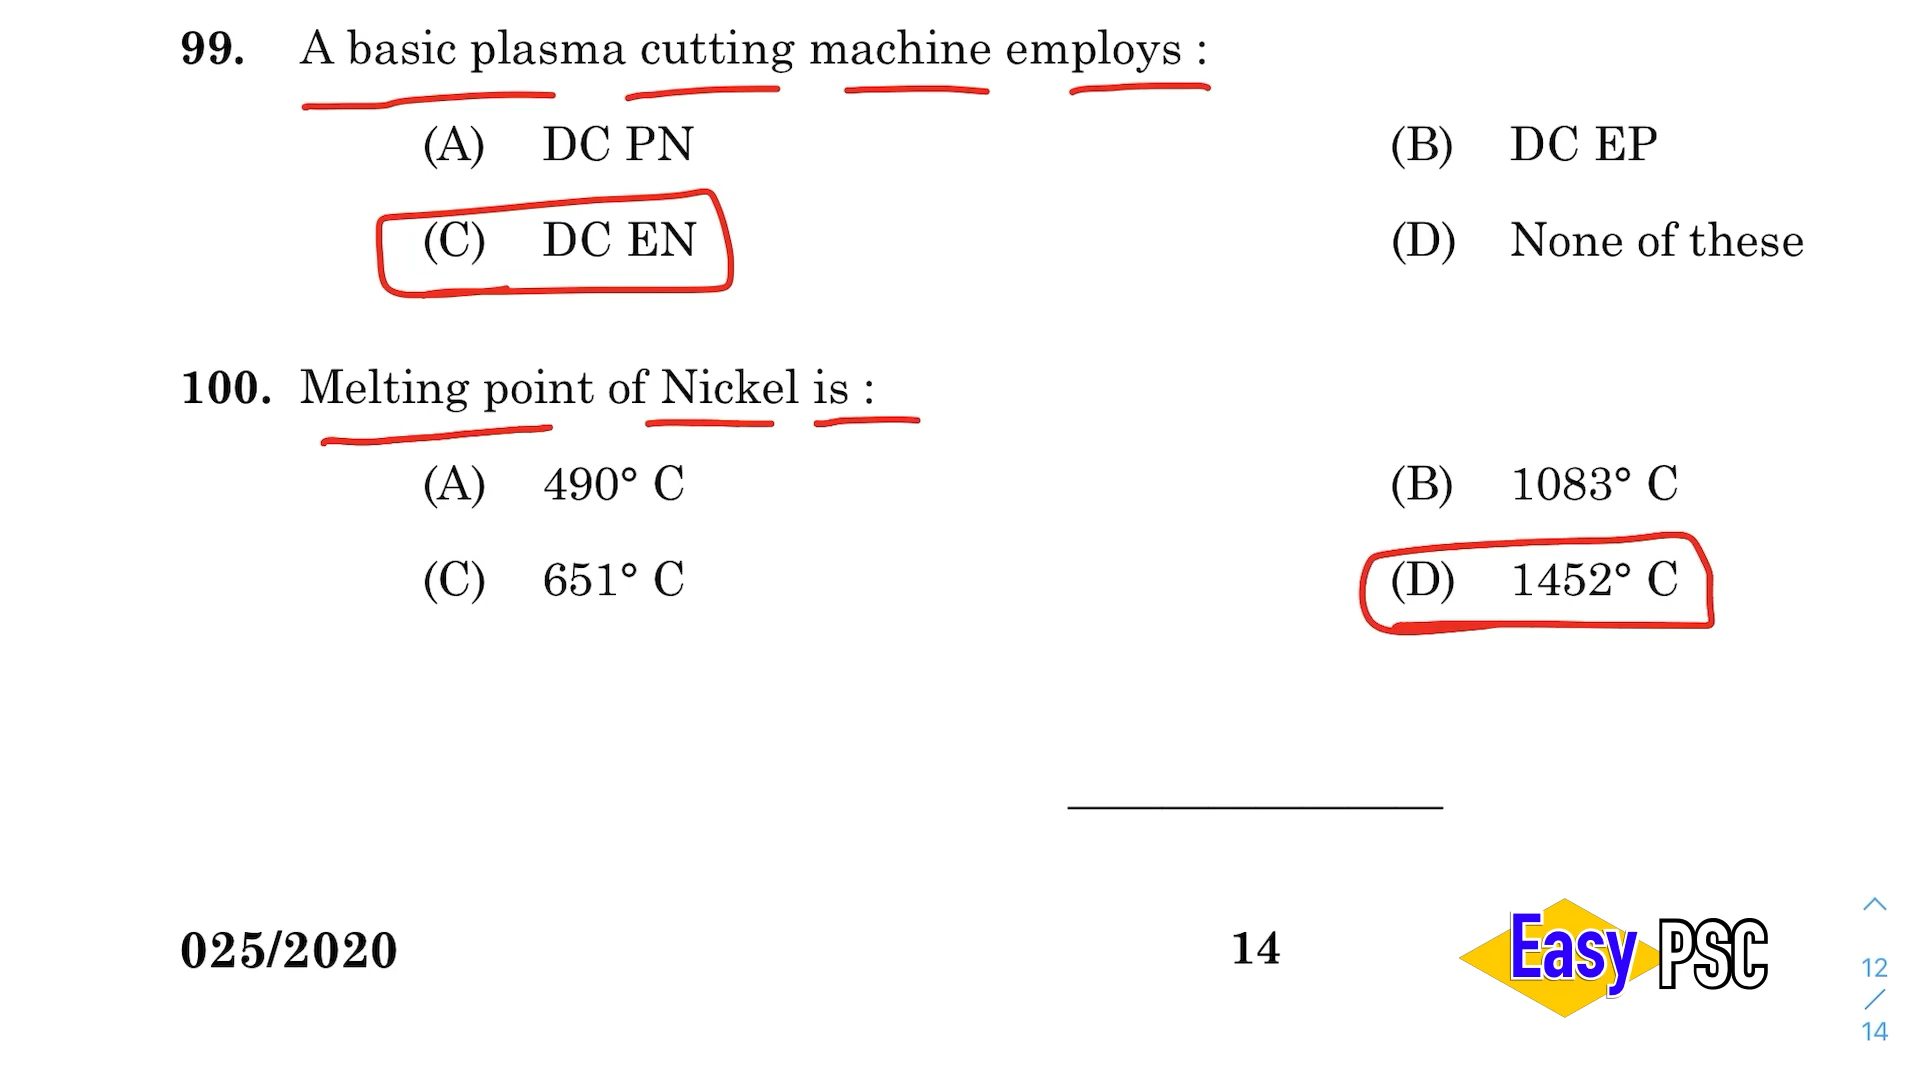 99. A basic plasma cutting machine employs :
(A) DC PN (B) DC EP
(C) DC EN (D) None of these
100. Melting point of Nickel is :
(A) 490° C (B) 1083° C
(C) 651° C (D) 1452° C
025/2020 14 Easy PSC
12
/
14